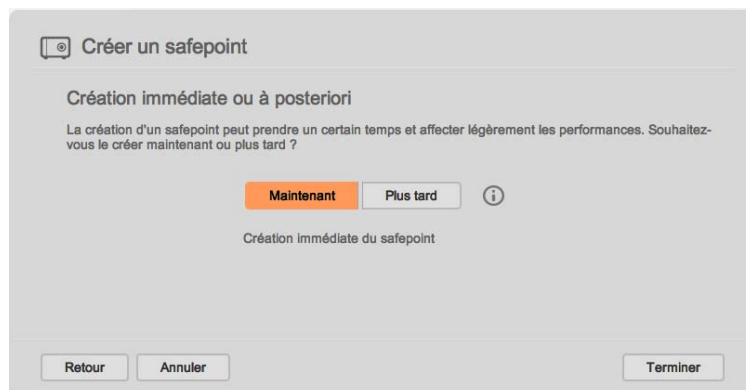 Créer un safepoint
Création immédiate ou à posteriori
La création d'un safepoint peut prendre un certain temps et affecter légèrement les performances. Souhaitez-
vous le créer maintenant ou plus tard ?
Maintenant Plus tard
Création immédiate du safepoint
Retour Annuler Terminer